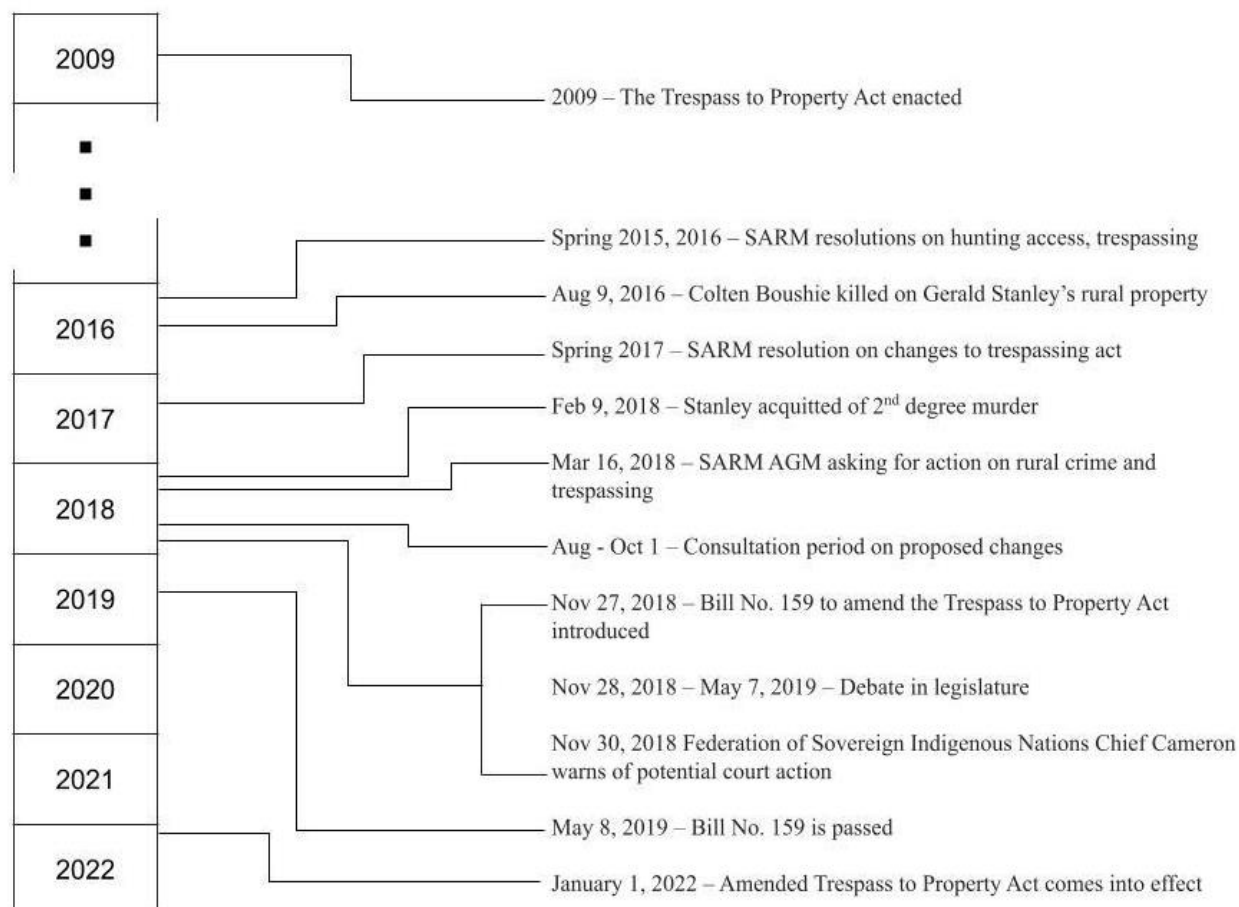 2009
2009 – The Trespass to Property Act enacted
Spring 2015, 2016 – SARM resolutions on hunting access, trespassing
Aug 9, 2016 – Colten Boushie killed on Gerald Stanley’s rural property
2016
Spring 2017 – SARM resolution on changes to trespassing act
2017
Feb 9, 2018 – Stanley acquitted of 2nd degree murder
Mar 16, 2018 – SARM AGM asking for action on rural crime and
trespassing
2018
Aug - Oct 1 – Consultation period on proposed changes
2019
Nov 27, 2018 – Bill No. 159 to amend the Trespass to Property Act
introduced
2020
Nov 28, 2018 – May 7, 2019 – Debate in legislature
Nov 30, 2018 Federation of Sovereign Indigenous Nations Chief Cameron
warns of potential court action
2021
May 8, 2019 – Bill No. 159 is passed
2022
January 1, 2022 – Amended Trespass to Property Act comes into effect